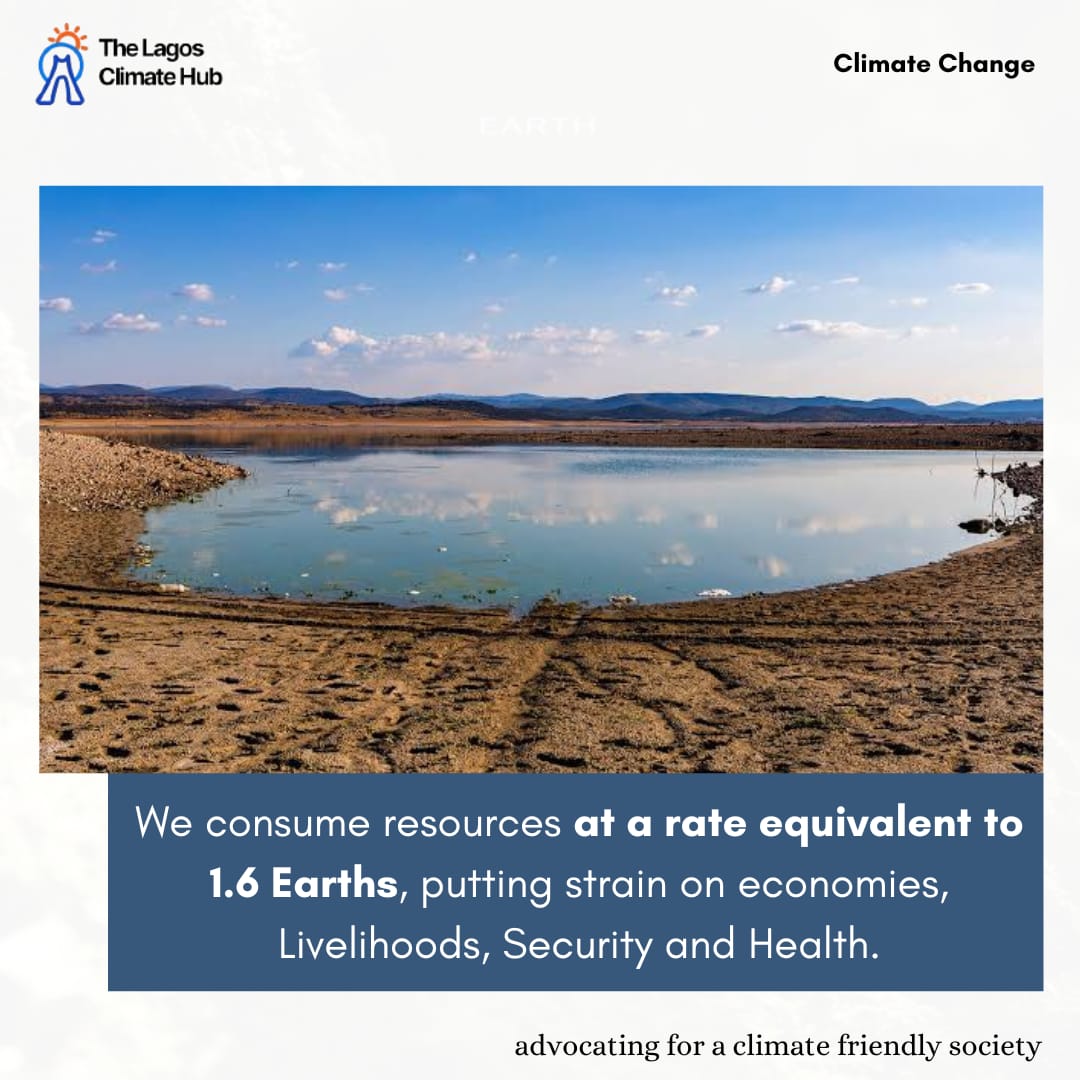 The Lagos
Climate Hub
Climate Change
EARTH
We consume resources at a rate equivalent to
1.6 Earths, putting strain on economies,
Livelihoods, Security and Health.
advocating for a climate friendly society